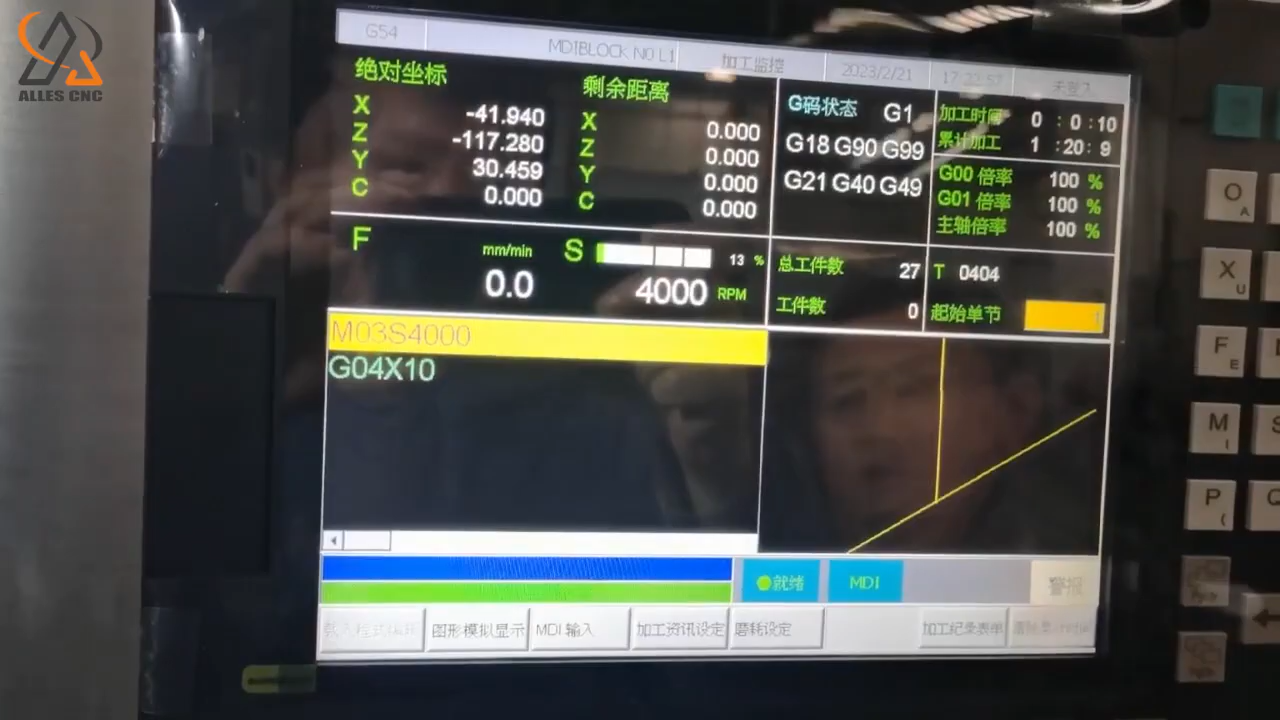 ALLES CNC
G54
MDIBLOCK N0 L1
加工监控
2023/2/21
未登入
绝对坐标
X -41.940
Z -117.280
Y 30.459
C 0.000
剩余距离
X 0.000
Z 0.000
Y 0.000
C 0.000
G码状态 G1
G18 G90 G99
G21 G40 G49
加工时间 0 : 0 : 10
累计加工 1 : 20 : 9
G00 倍率 100 %
G01 倍率 100 %
主轴倍率 100 %
F mm/min
0.0
S 13 %
4000 RPM
总工件数 27
工件数 0
T 0404
起始单节 1
M03S4000
G04X10
就绪
MDI
警报
图形模拟显示
MDI 输入
加工资讯设定
磨耗设定
加工纪录表单
O A
X U
F E
M I
P (